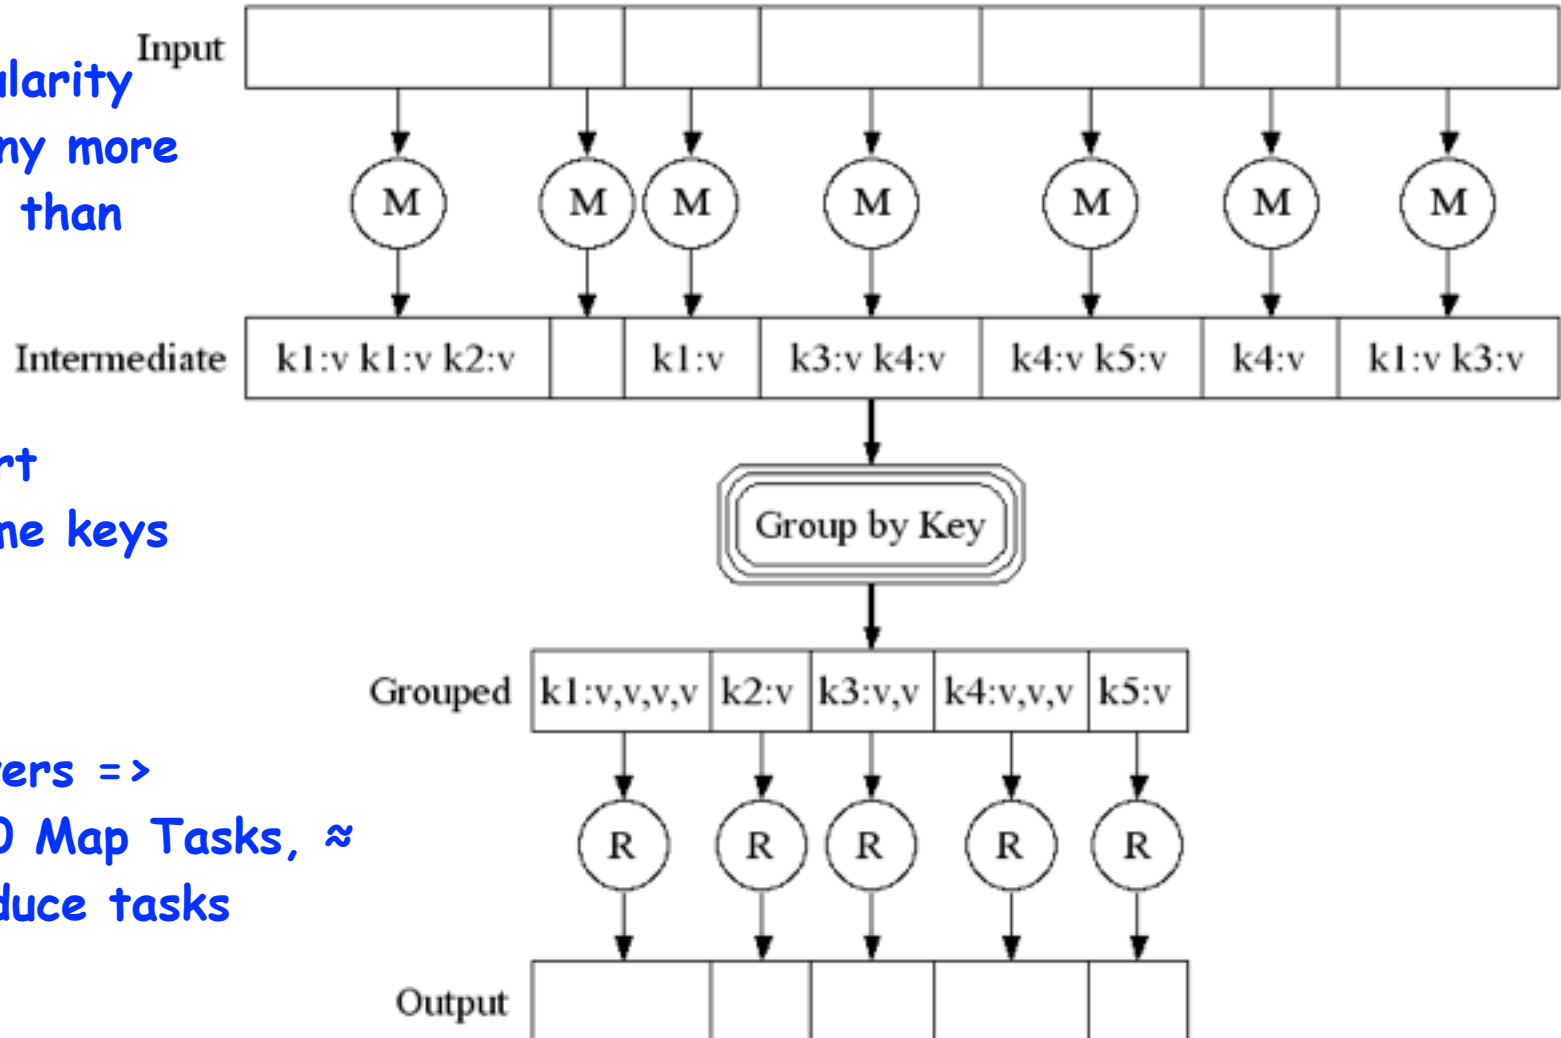 Input
ularity
ny more
than
M M M M M M M
Intermediate k1:v k1:v k2:v k1:v k3:v k4:v k4:v k5:v k4:v k1:v k3:v
rt
ne keys
Group by Key
Grouped k1:v,v,v,v k2:v k3:v,v k4:v,v,v k5:v
ers =>
0 Map Tasks, ≈
R R R R R
duce tasks
Output